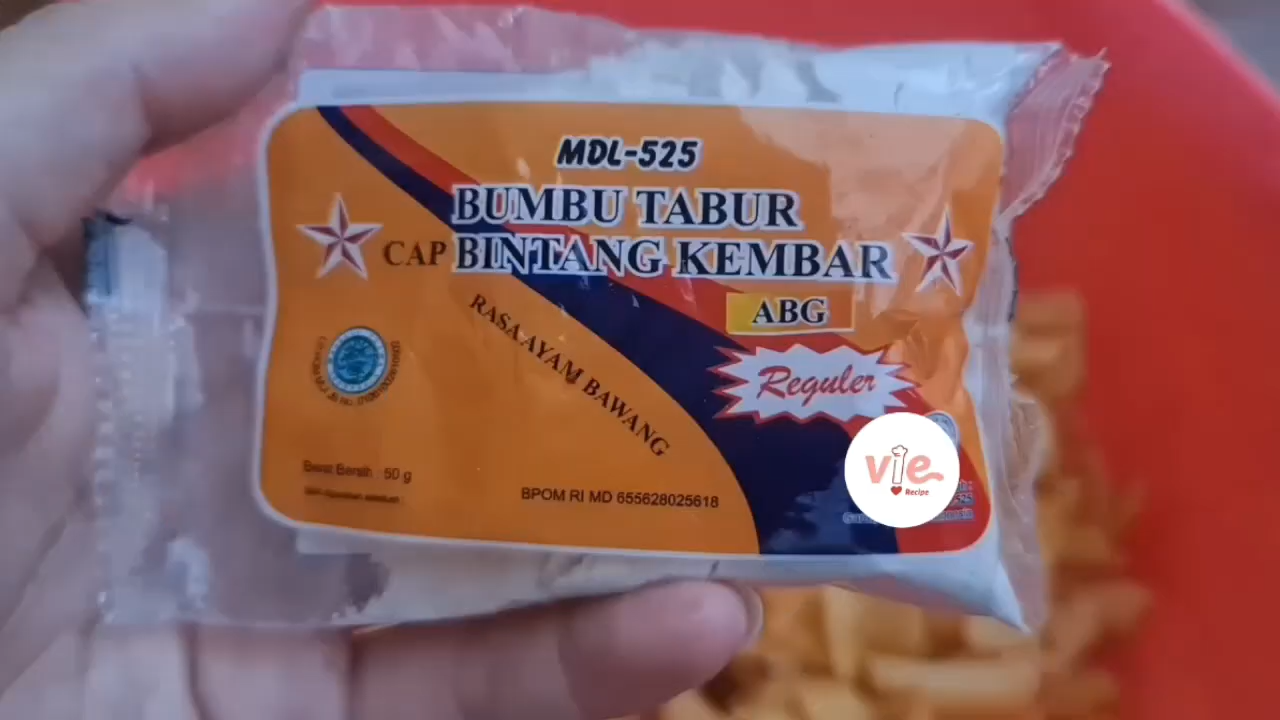 MDL-525
BUMBU TABUR
CAP BINTANG KEMBAR
ABG
RASA AYAM BAWANG
Reguler
Berat Bersih : 50 g
BPOM RI MD 655628025618
vie
Recipe